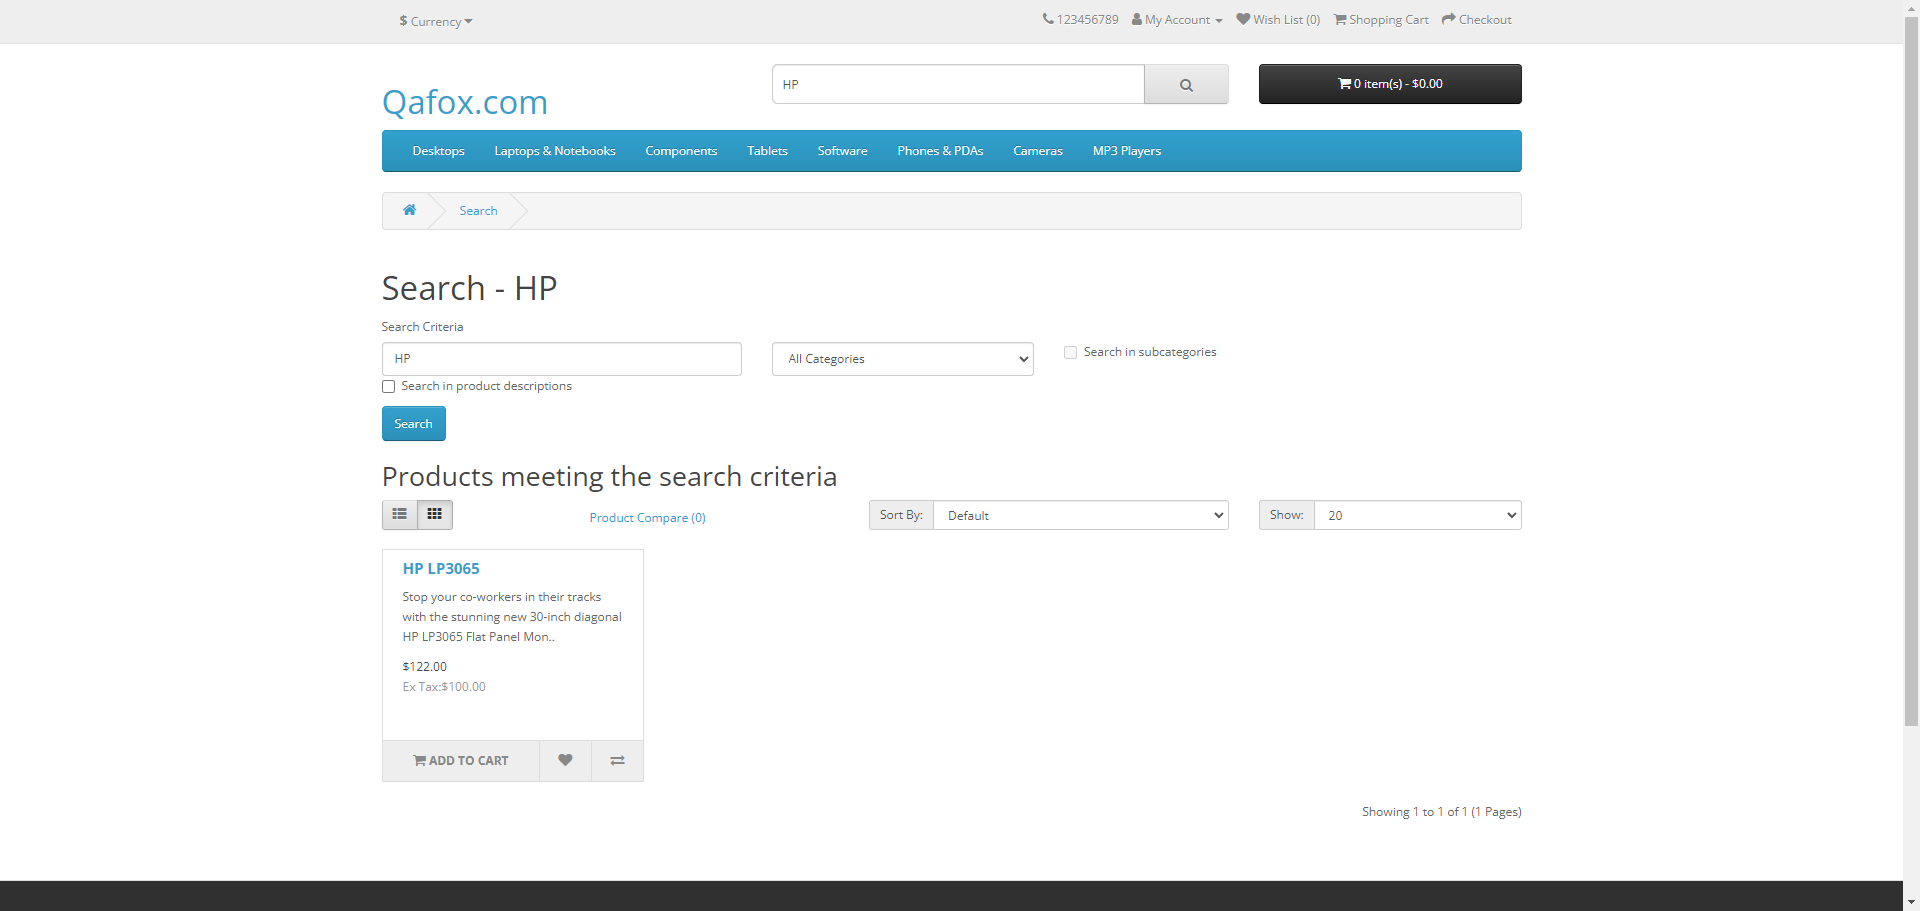 $ Currency
123456789 My Account Wish List (0) Shopping Cart Checkout
Qafox.com
HP
0 item(s) - $0.00
Desktops Laptops & Notebooks Components Tablets Software Phones & PDAs Cameras MP3 Players
Search
Search - HP
Search Criteria
HP
All Categories
Search in subcategories
Search in product descriptions
Search
Products meeting the search criteria
Product Compare (0)
Sort By: Default
Show: 20
HP LP3065
Stop your co-workers in their tracks
with the stunning new 30-inch diagonal
HP LP3065 Flat Panel Mon..
$122.00
Ex Tax:$100.00
ADD TO CART
Showing 1 to 1 of 1 (1 Pages)